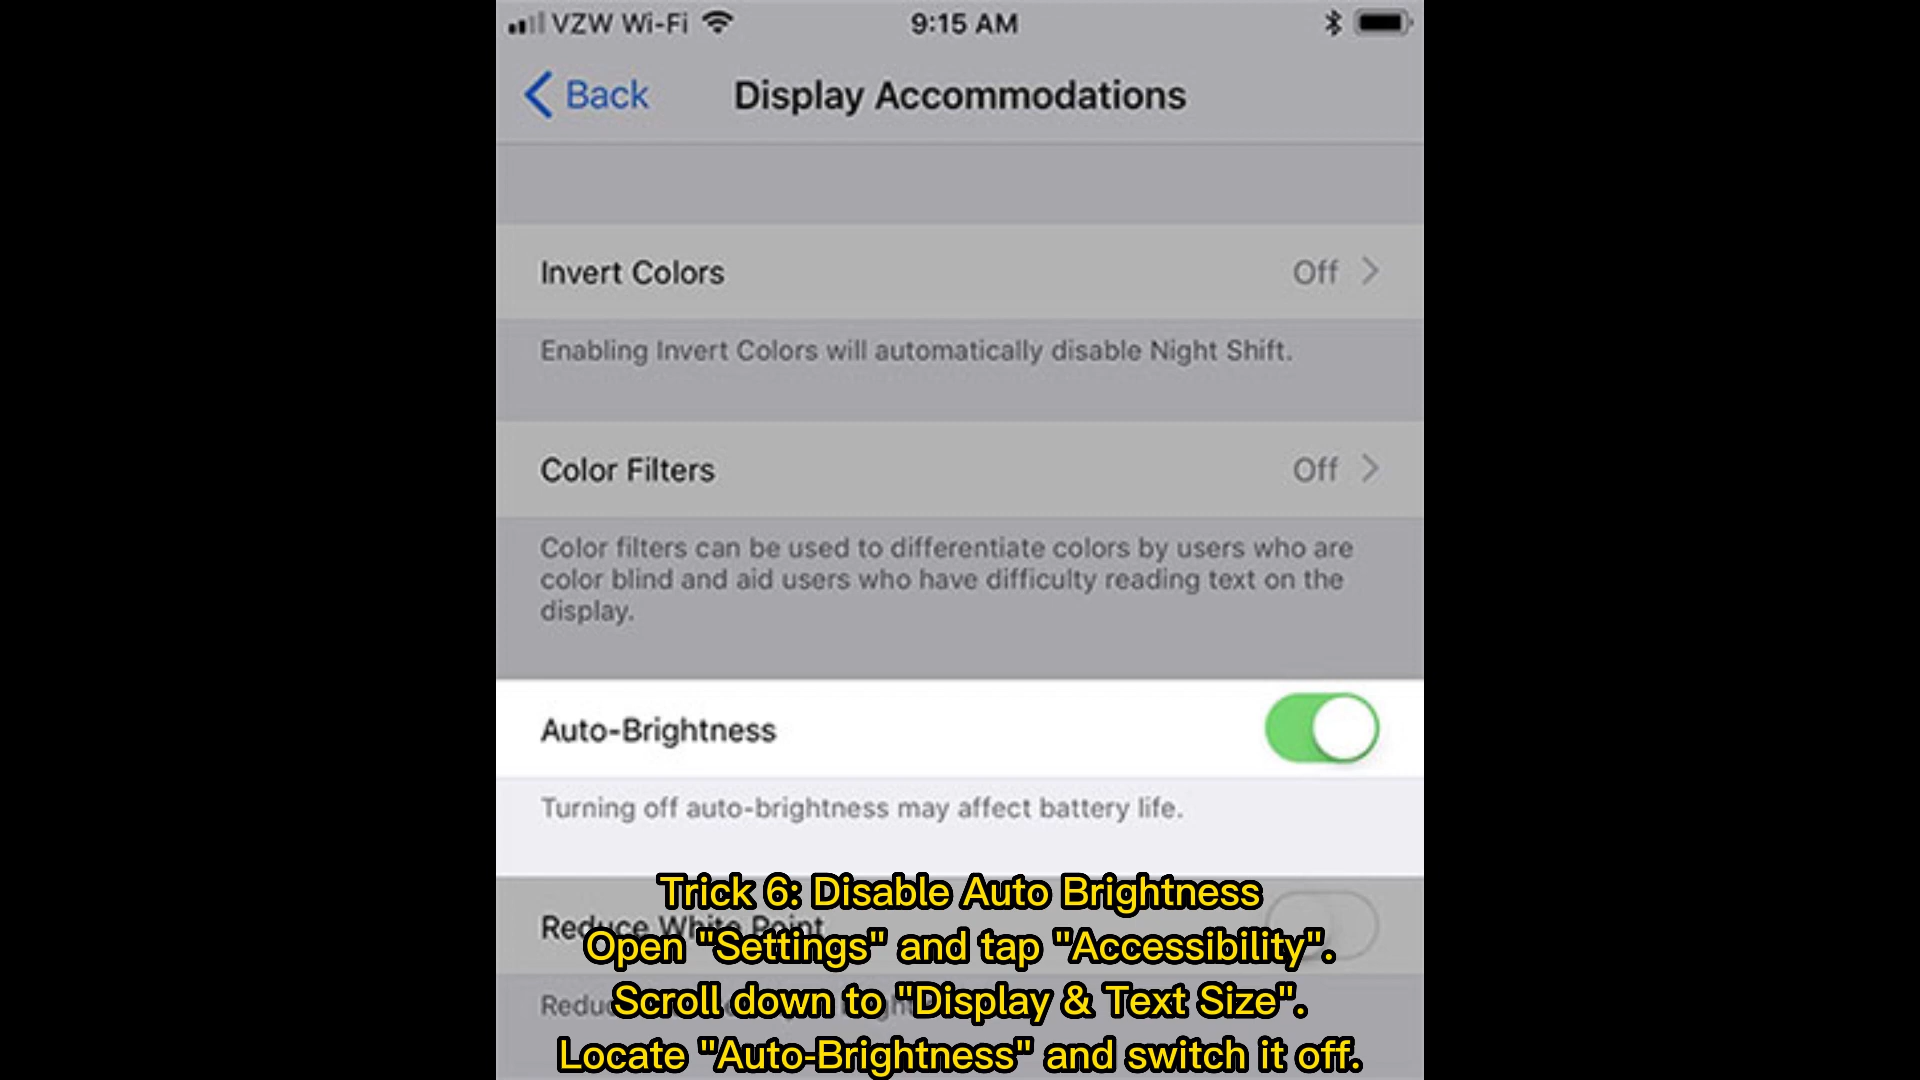 VZW Wi-Fi 9:15 AM
Back Display Accommodations
Invert Colors Off
Enabling Invert Colors will automatically disable Night Shift.
Color Filters Off
Color filters can be used to differentiate colors by users who are
color blind and aid users who have difficulty reading text on the
display.
Auto-Brightness
Turning off auto-brightness may affect battery life.
Trick 6: Disable Auto Brightness
Reduce White Point
Open "Settings" and tap "Accessibility".
Scroll down to "Display & Text Size".
Locate "Auto-Brightness" and switch it off.